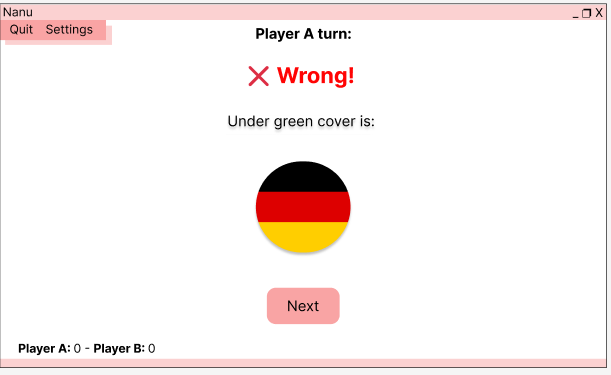 Nanu
_ X
Quit Settings
Player A turn:
Wrong!
Under green cover is:
Next
Player A: 0 - Player B: 0